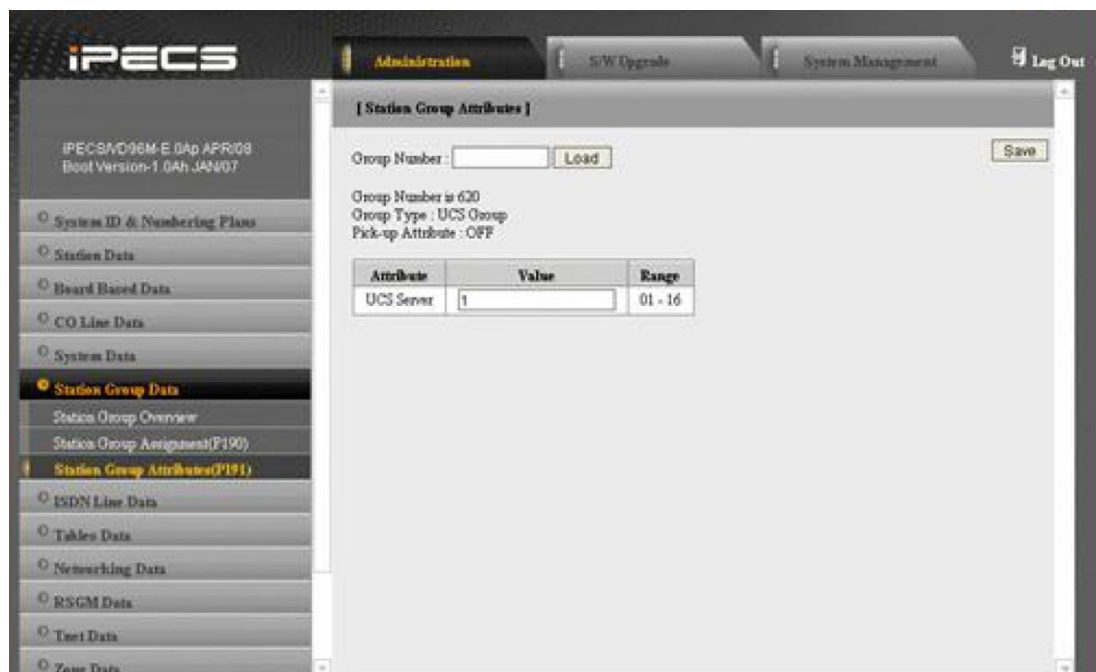 iPECS
Administration
S/W Upgrade
System Management
Log Out
iPECS/VD96M-E.0Ap APR/08
Boot Version-1.0Ah JAN/07
System ID & Numbering Plans
Station Data
Board Based Data
CO Line Data
System Data
Station Group Data
Station Group Overview
Station Group Assignment(P190)
Station Group Attributes(P191)
ISDN Line Data
Tables Data
Networking Data
RSGM Data
Tnet Data
Zone Data
[ Station Group Attributes ]
Group Number : Load
Save
Group Number is 620
Group Type : UCS Group
Pick-up Attribute : OFF
Attribute Value Range
UCS Server 1 01 - 16